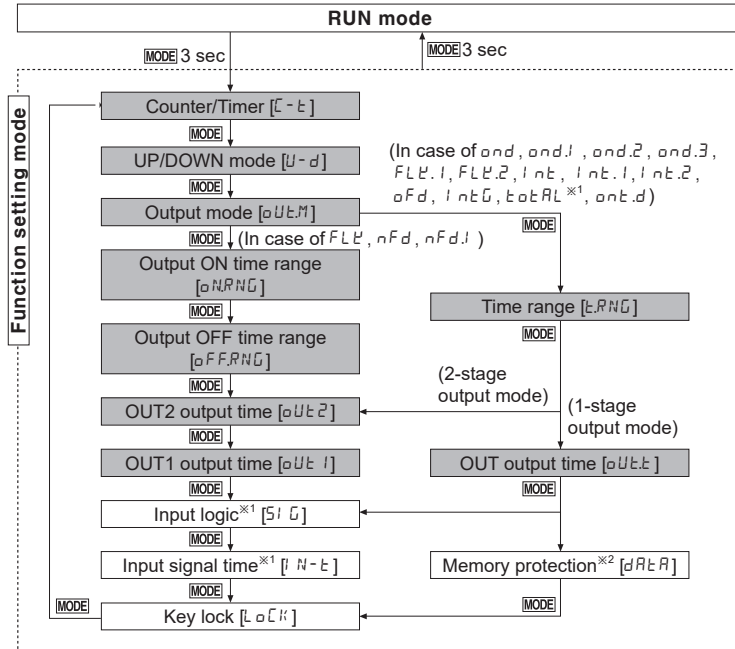 RUN mode
MODE 3 sec
MODE 3 sec
Function setting mode
Counter/Timer [C-t]
MODE
UP/DOWN mode [U-d]
MODE
Output mode [oUt.M]
(In case of ond, ond.1, ond.2, ond.3,
FLK.1, FLK.2, Int, Int.1, Int.2,
oFd, IntG, totAL※1, ont.d)
MODE
MODE
(In case of FLK, nFd, nFd.1)
Output ON time range
[oN.RNG]
MODE
Time range [t.RNG]
MODE
Output OFF time range
[oFF.RNG]
MODE
(2-stage
output mode)
(1-stage
output mode)
OUT2 output time [oUt2]
MODE
OUT1 output time [oUt1]
OUT output time [oUt.t]
MODE
MODE
Input logic※1 [SIG]
MODE
Input signal time※1 [IN-t]
Memory protection※2 [dAtA]
MODE
MODE
MODE
Key lock [LoCK]